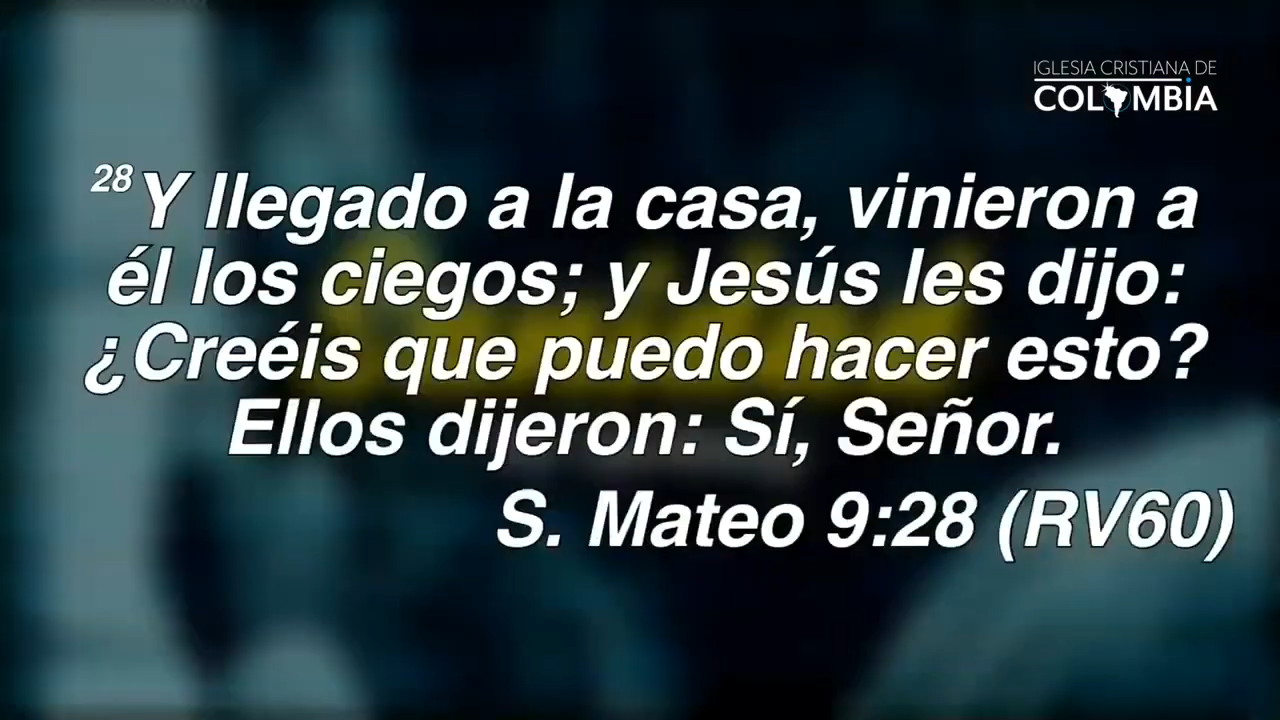 IGLESIA CRISTIANA DE
COLOMBIA
28 Y llegado a la casa, vinieron a
él los ciegos; y Jesús les dijo:
¿Creéis que puedo hacer esto?
Ellos dijeron: Sí, Señor.
S. Mateo 9:28 (RV60)